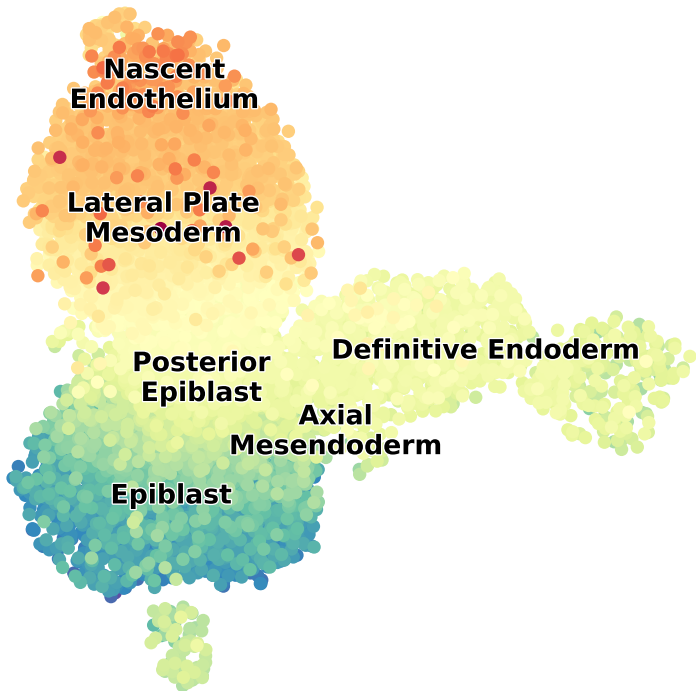 Nascent
Endothelium
Lateral Plate
Mesoderm
Definitive Endoderm
Posterior
Epiblast
Axial
Mesendoderm
Epiblast